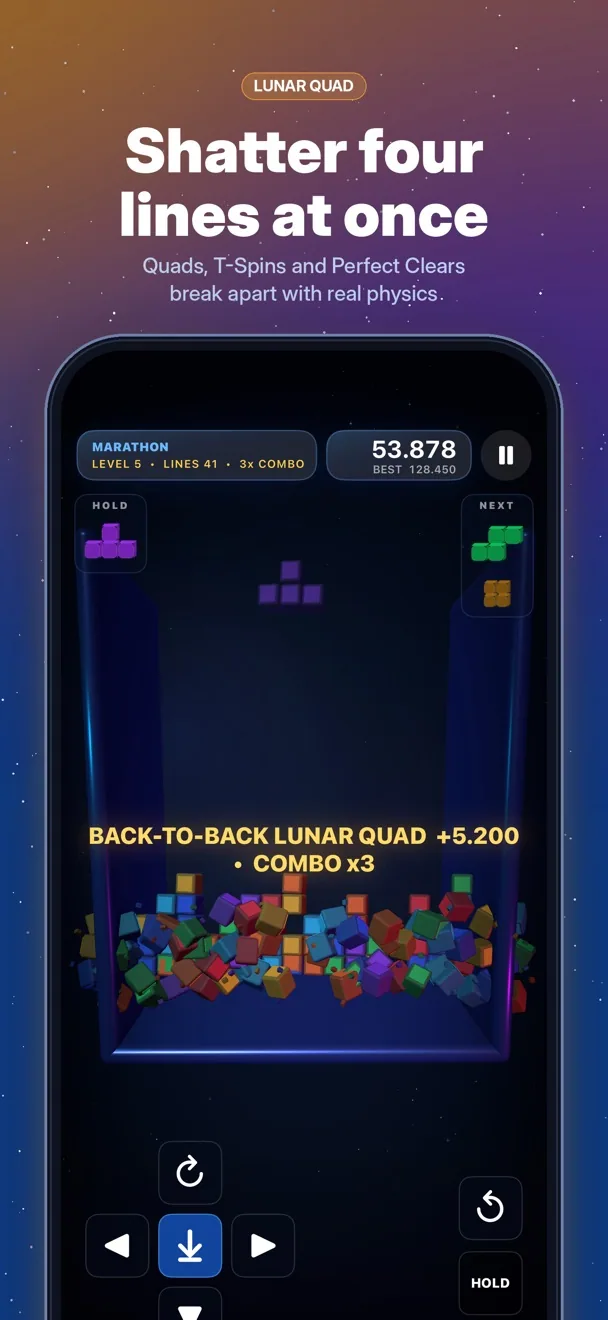 LUNAR QUAD
Shatter four
lines at once
Quads, T-Spins and Perfect Clears
break apart with real physics.
MARATHON
LEVEL 5 • LINES 41 • 3x COMBO
53.878
BEST 128.450
HOLD
NEXT
BACK-TO-BACK LUNAR QUAD +5.200
• COMBO x3
HOLD